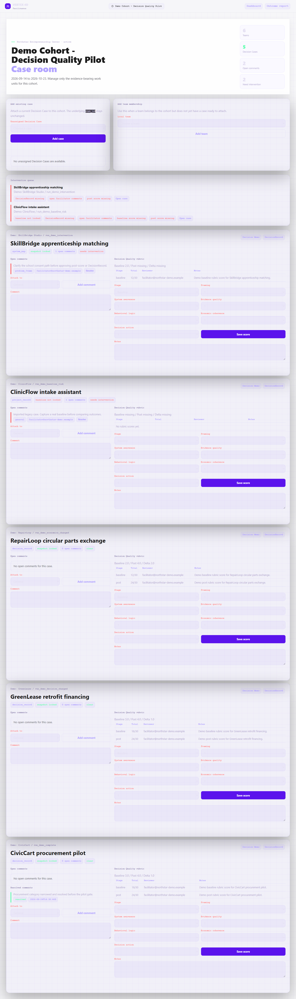 VERTEX 4D
Facilitator
Demo Cohort - Decision Quality Pilot
Dashboard
Outcome report
Northstar Entrepreneurship Center · active
Demo Cohort -
Decision Quality Pilot
Case room
2026-09-14 to 2026-10-23. Manage only the evidence-bearing work
units for this cohort.
6
Teams
5
Decision Cases
2
Open comments
2
Need intervention
Add existing case
Attach a current Decision Case to this cohort. The underlying run_id stays
unchanged.
Unassigned Decision Case
Add case
No unassigned Decision Cases are available.
Add team membership
Use this when a team belongs to the cohort but does not yet have a case ready to attach.
Local team
Add team
Intervention queue
SkillBridge apprenticeship matching
Demo: SkillBridge Studio / run_demo_intervention
DecisionRecord missing
open facilitator comments
post score missing
Open case
ClinicFlow intake assistant
Demo: ClinicFlow / run_demo_baseline_risk
baseline not locked
DecisionRecord missing
open facilitator comments
baseline score missing
post score missing
Open case
Demo: SkillBridge Studio / run_demo_intervention
Decision Memo
DecisionRecord
SkillBridge apprenticeship matching
system_map
snapshot locked
1 open comments
needs intervention
Open comments
Clarify the school consent path before approving post-score or DecisionRecord.
problem_frame
facilitator@northstar-demo.example
Resolve
Attach to
Add comment
Comment
Decision Quality rubric
Baseline 2.0 / Post missing / Delta missing
Stage Total Reviewer Notes
baseline 12/30 facilitator@northstar-demo.example Demo baseline rubric score for SkillBridge apprenticeship matching.
Stage
Framing
System awareness
Evidence quality
Behavioral logic
Economic coherence
Decision action
Save score
Notes
Demo: ClinicFlow / run_demo_baseline_risk
Decision Memo
DecisionRecord
ClinicFlow intake assistant
project_record
baseline not locked
1 open comments
needs intervention
Open comments
Imported legacy case. Capture a real baseline before comparing outcomes.
general
facilitator@northstar-demo.example
Resolve
Attach to
Add comment
Comment
Decision Quality rubric
Baseline missing / Post missing / Delta missing
Stage Total Reviewer Notes
No rubric scores yet.
Stage
Framing
System awareness
Evidence quality
Behavioral logic
Economic coherence
Decision action
Save score
Notes
Demo: RepairLoop / run_demo_economics_changed
Decision Memo
DecisionRecord
RepairLoop circular parts exchange
decision_record
snapshot locked
0 open comments
clear
Open comments
No open comments for this case.
Attach to
Add comment
Comment
Decision Quality rubric
Baseline 2.0 / Post 4.0 / Delta 2.0
Stage Total Reviewer Notes
baseline 12/30 facilitator@northstar-demo.example Demo baseline rubric score for RepairLoop circular parts exchange.
post 24/30 facilitator@northstar-demo.example Demo post rubric score for RepairLoop circular parts exchange.
Stage
Framing
System awareness
Evidence quality
Behavioral logic
Economic coherence
Decision action
Save score
Notes
Demo: GreenLease / run_demo_decision_changed
Decision Memo
DecisionRecord
GreenLease retrofit financing
decision_record
snapshot locked
0 open comments
clear
Open comments
No open comments for this case.
Attach to
Add comment
Comment
Decision Quality rubric
Baseline 3.0 / Post 4.0 / Delta 1.0
Stage Total Reviewer Notes
baseline 18/30 facilitator@northstar-demo.example Demo baseline rubric score for GreenLease retrofit financing.
post 24/30 facilitator@northstar-demo.example Demo post rubric score for GreenLease retrofit financing.
Stage
Framing
System awareness
Evidence quality
Behavioral logic
Economic coherence
Decision action
Save score
Notes
Demo: CivicCart / run_demo_complete
Decision Memo
DecisionRecord
CivicCart procurement pilot
decision_record
snapshot locked
0 open comments
clear
Open comments
No open comments for this case.
Resolved comments
Procurement category narrowed and resolved before the pilot gate.
resolved
Attach to
Add comment
Comment
Decision Quality rubric
Baseline 3.0 / Post 4.0 / Delta 1.0
Stage Total Reviewer Notes
baseline 18/30 facilitator@northstar-demo.example Demo baseline rubric score for CivicCart procurement pilot.
post 24/30 facilitator@northstar-demo.example Demo post rubric score for CivicCart procurement pilot.
Stage
Framing
System awareness
Evidence quality
Behavioral logic
Economic coherence
Decision action
Save score
Notes